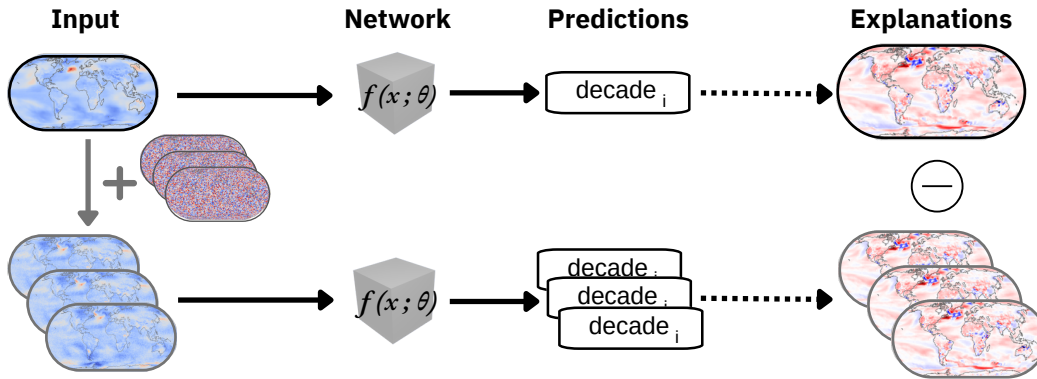 Input Network Predictions Explanations
f(x; θ)
decade i
+
−
f(x; θ)
decade i
decade i
decade i